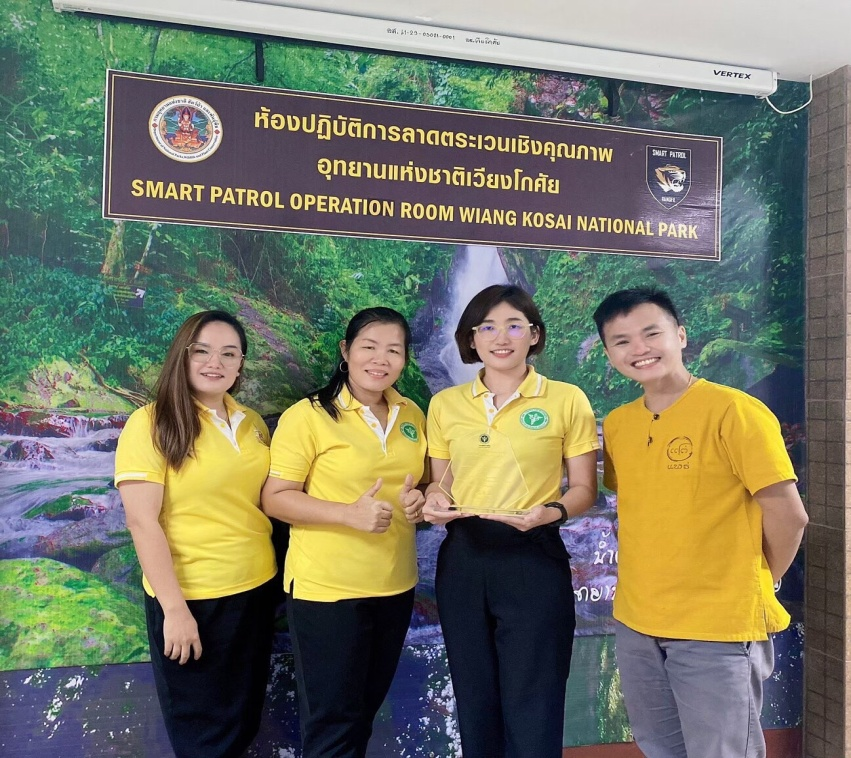 VERTEX
ห้องปฏิบัติการลาดตระเวนเชิงคุณภาพ
อุทยานแห่งชาติเวียงโกศัย
SMART PATROL OPERATION ROOM WIANG KOSAI NATIONAL PARK
SMART PATROL